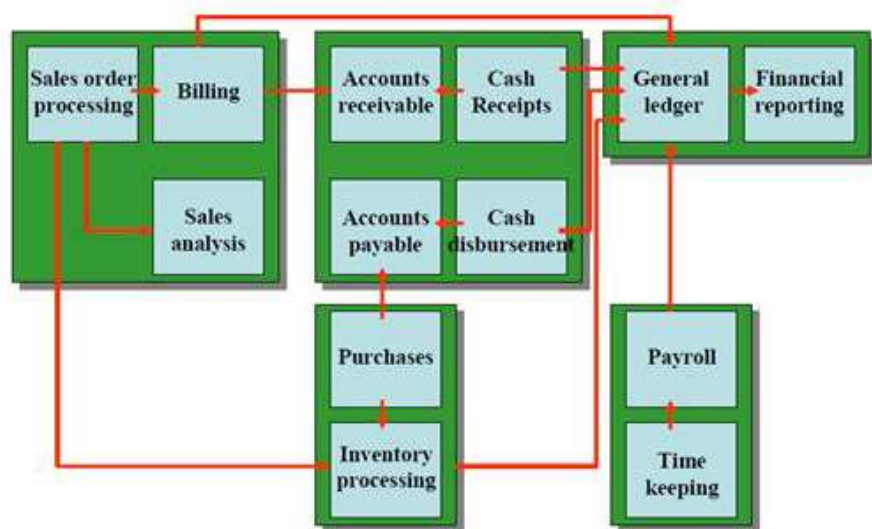 Sales order
processing
Billing
Accounts
receivable
Cash
Receipts
General
ledger
Financial
reporting
Sales
analysis
Accounts
payable
Cash
disbursement
Purchases
Payroll
Inventory
processing
Time
keeping